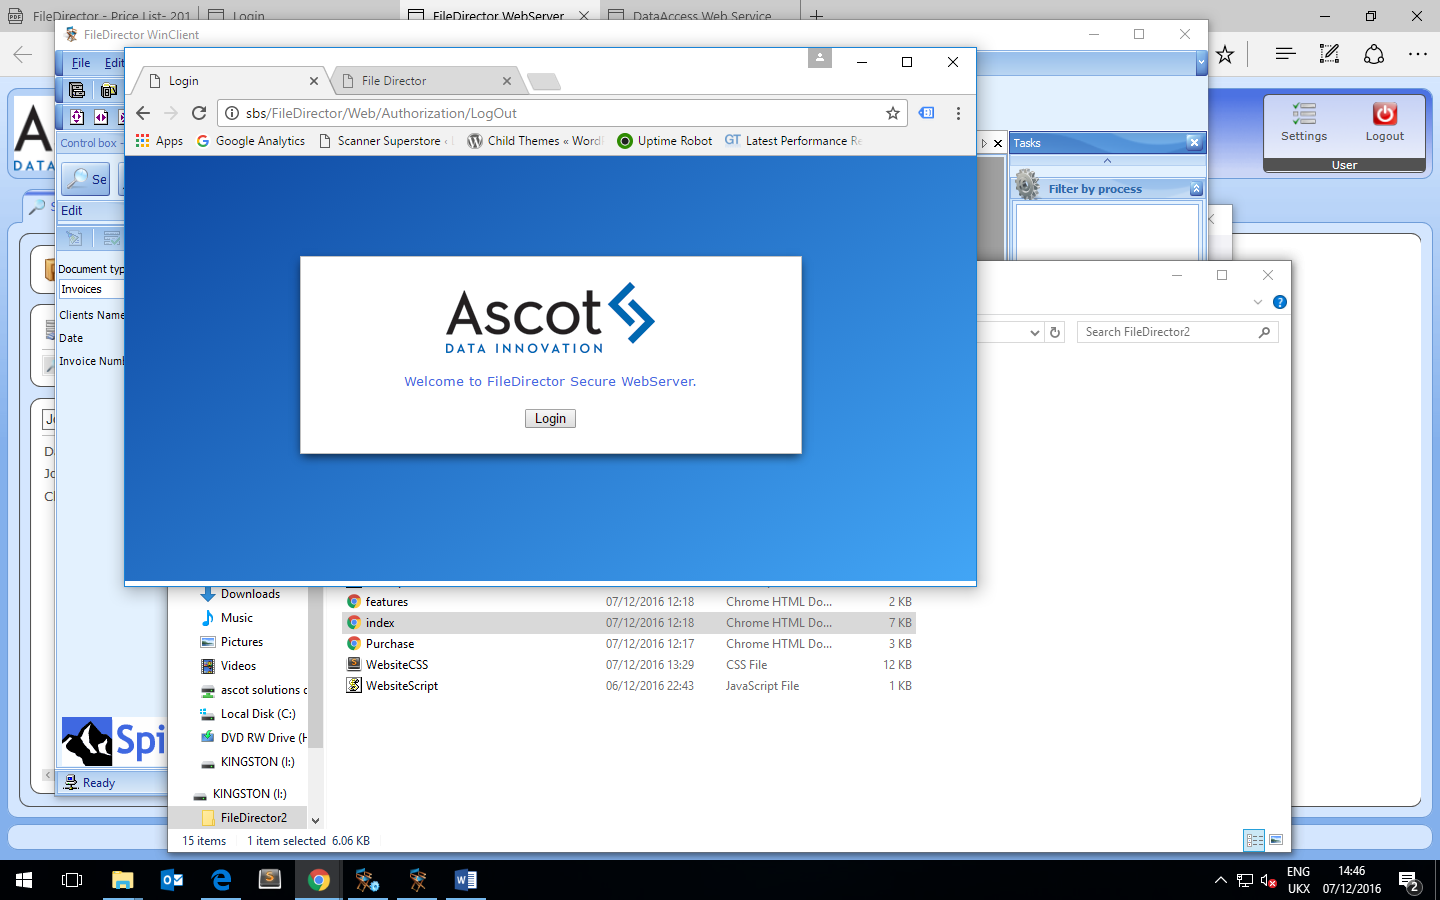 FileDirector - Price List- 201
Login
FileDirector WebServer
DataAccess Web Service
FileDirector WinClient
File
Edit
Login
File Director
sbs/FileDirector/Web/Authorization/LogOut
Apps
Google Analytics
Scanner Superstore ‹
Child Themes « Word
Uptime Robot
GT Latest Performance Re
Welcome to FileDirector Secure WebServer.
Ascot
DATA INNOVATION
Login
A
DATA
Settings
Logout
User
Control box -
Tasks
Filter by process
Se
Edit
Document typ
Invoices
Clients Name
Date
Invoice Numb
Search FileDirector2
Downloads
Music
Pictures
Videos
ascot solutions
Local Disk (C:)
DVD RW Drive (H
KINGSTON (I:)
KINGSTON (I:)
FileDirector2
features 07/12/2016 12:18 Chrome HTML Do... 2 KB
index 07/12/2016 12:18 Chrome HTML Do... 7 KB
Purchase 07/12/2016 12:17 Chrome HTML Do... 3 KB
WebsiteCSS 07/12/2016 13:29 CSS File 12 KB
WebsiteScript 06/12/2016 22:43 JavaScript File 1 KB
Spi
Ready
15 items 1 item selected 6.06 KB
ENG
UKX
14:46
07/12/2016
2